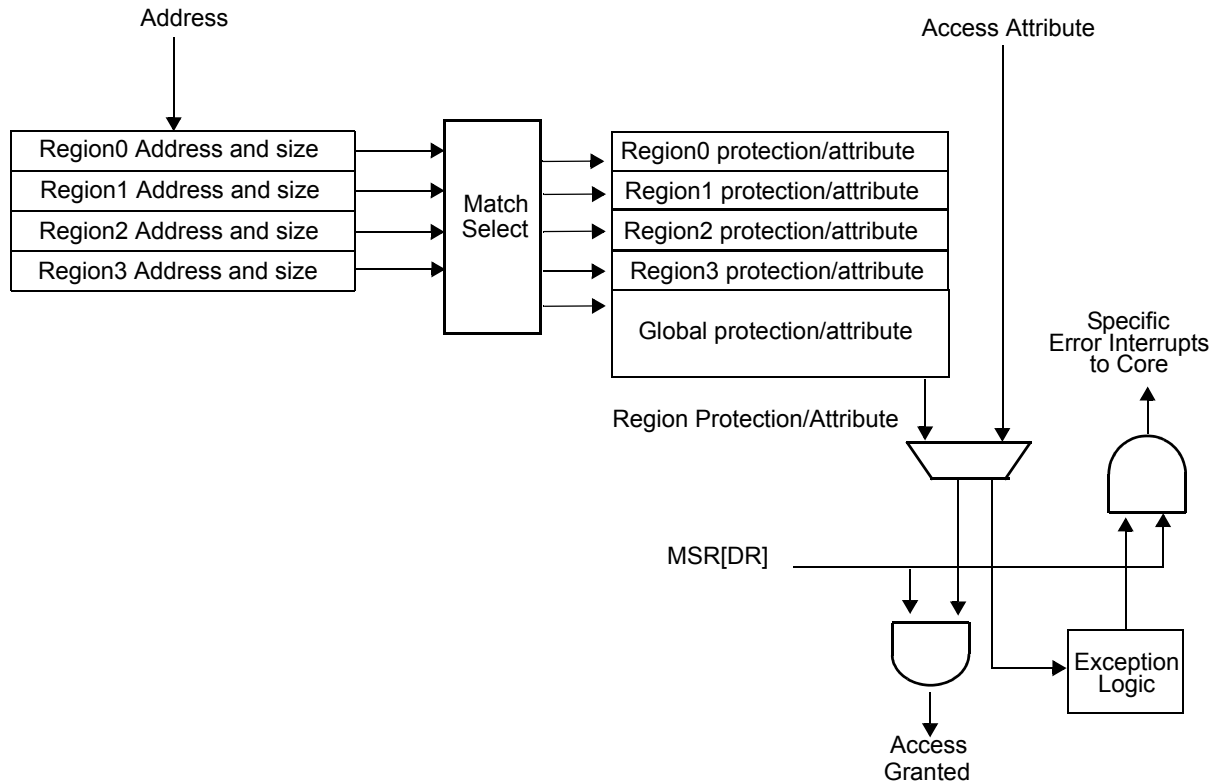 Address
Access Attribute
Region0 Address and size
Region1 Address and size
Region2 Address and size
Region3 Address and size
Match
Select
Region0 protection/attribute
Region1 protection/attribute
Region2 protection/attribute
Region3 protection/attribute
Global protection/attribute
Specific
Error Interrupts
to Core
Region Protection/Attribute
MSR[DR]
Exception
Logic
Access
Granted